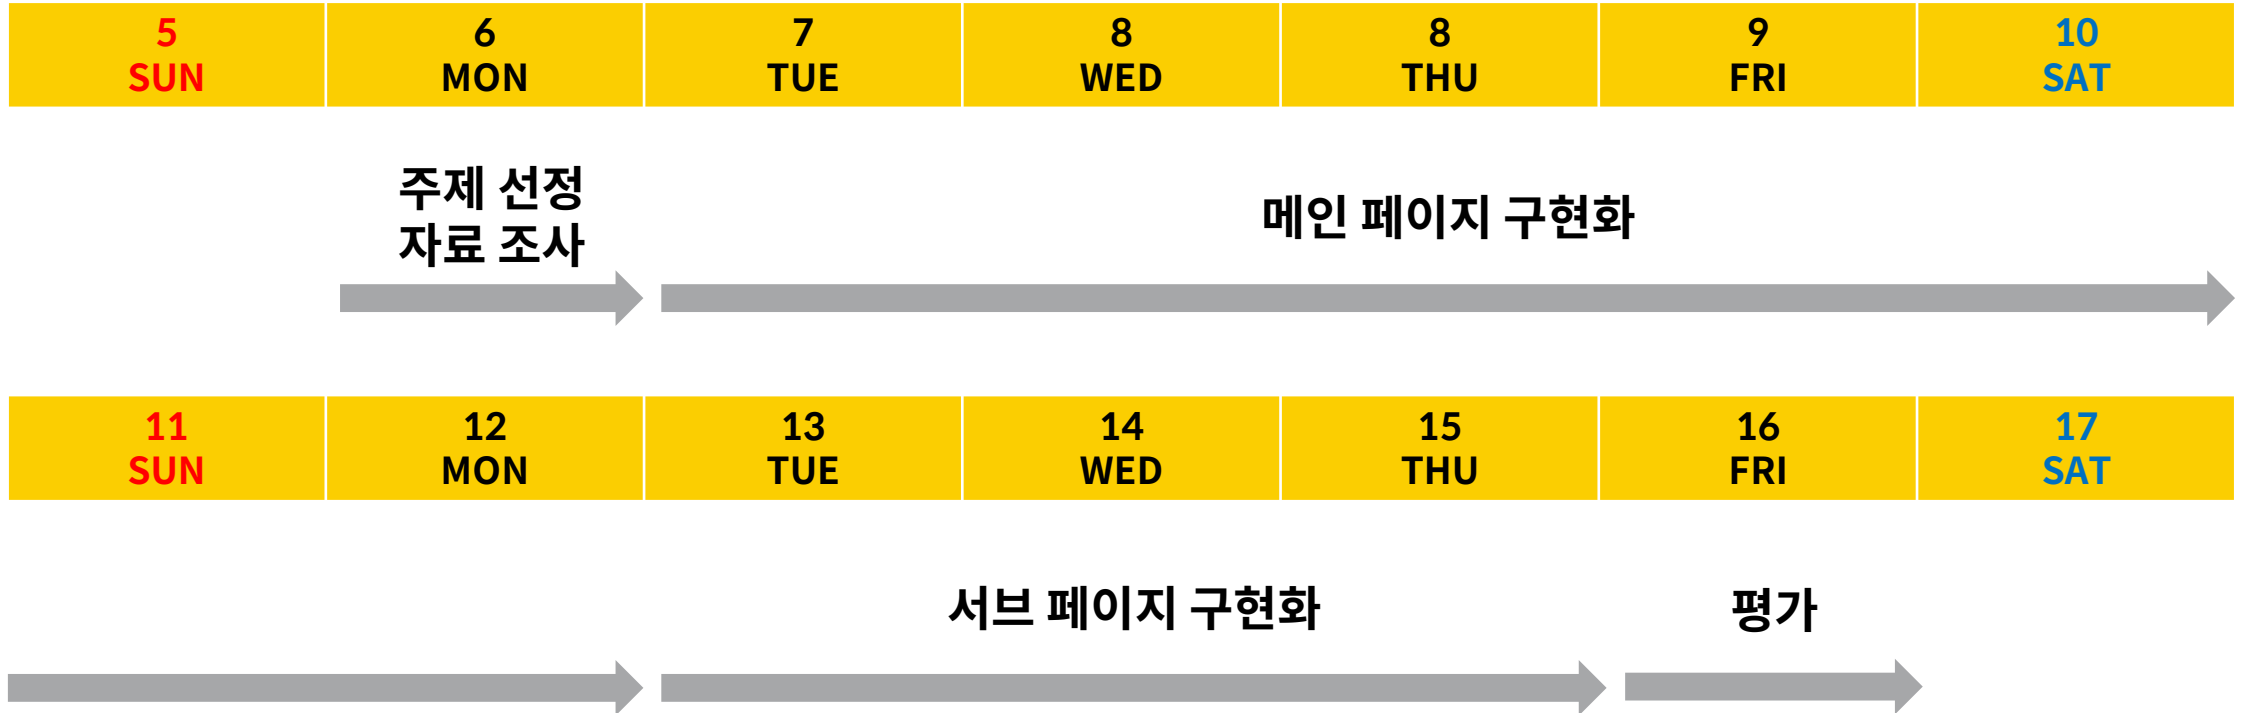 5 6 7 8 8 9 10
SUN MON TUE WED THU FRI SAT
주제 선정
자료 조사
메인 페이지 구현화
11 12 13 14 15 16 17
SUN MON TUE WED THU FRI SAT
서브 페이지 구현화 평가